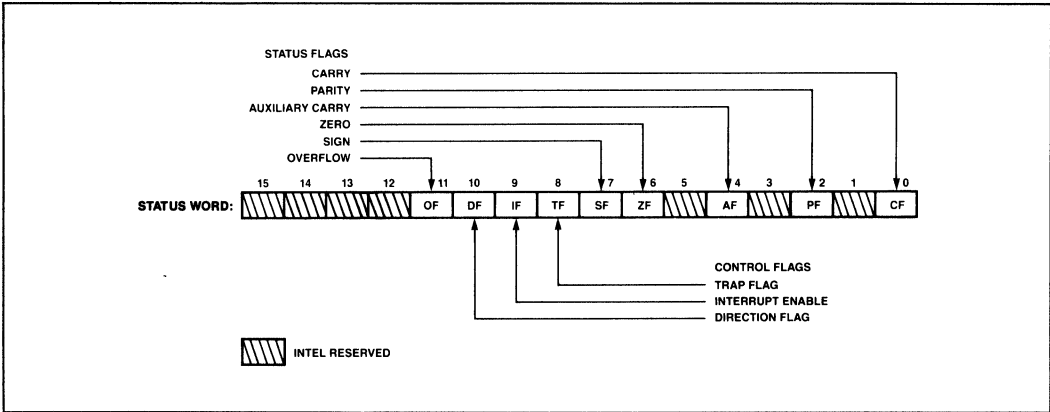 STATUS FLAGS
CARRY
PARITY
AUXILIARY CARRY
ZERO
SIGN
OVERFLOW
15 14 13 12 11 10 9 8 7 6 5 4 3 2 1 0
STATUS WORD: OF DF IF TF SF ZF AF PF CF
CONTROL FLAGS
TRAP FLAG
INTERRUPT ENABLE
DIRECTION FLAG
INTEL RESERVED